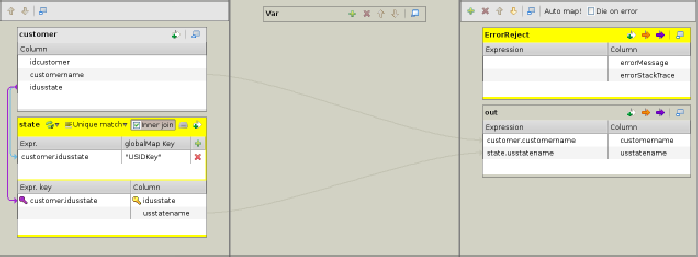 Var
Auto map! Die on error
customer
Column
idcustomer
customername
idusstate
state Unique match Inner join
Expr. globalMap Key
customer.idusstate "USIDKey"
Expr. key Column
customer.idusstate idusstate
usstatename
ErrorReject
Expression Column
errorMessage
errorStackTrace
out
Expression Column
customer.customername customername
state.usstatename usstatename